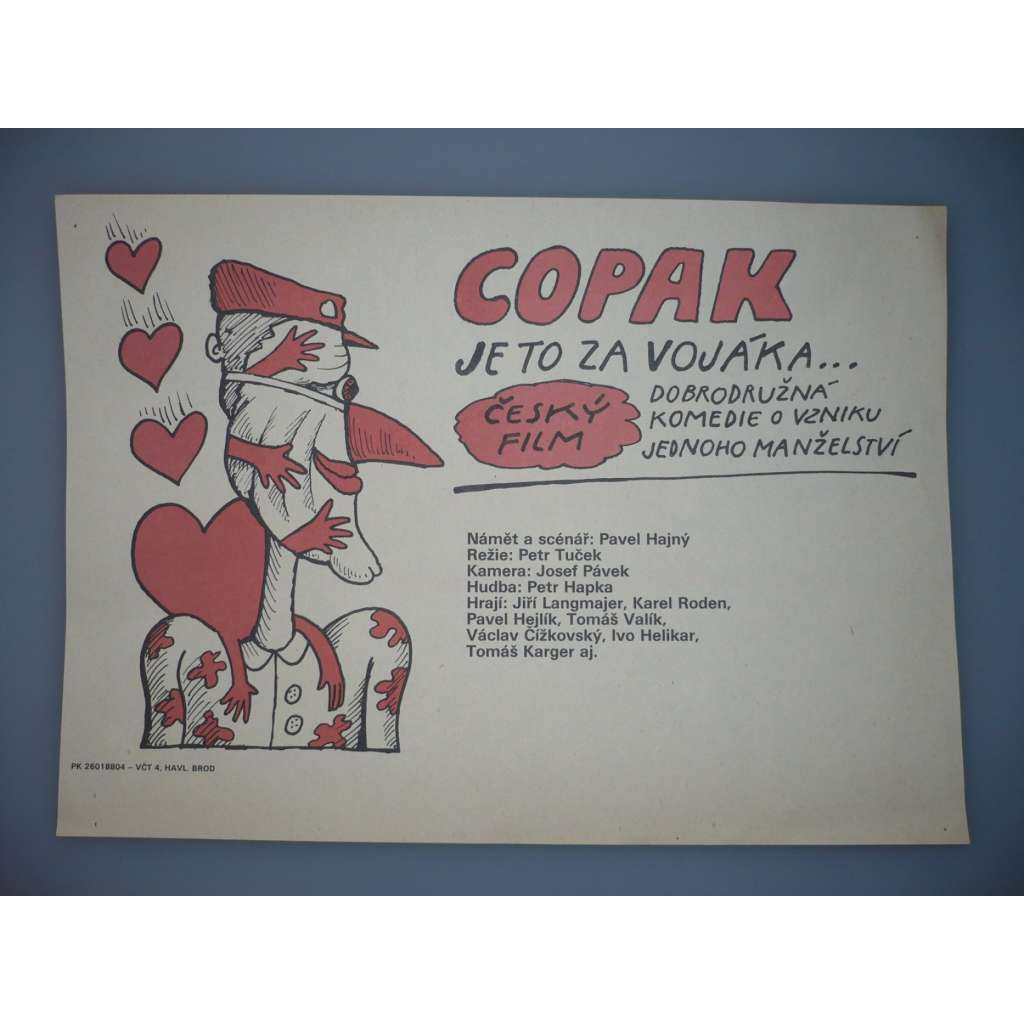 COPAK
JE TO ZA VOJÁKA...
ČESKÝ
FILM
DOBRODRUŽNÁ
KOMEDIE O VZNIKU
JEDNOHO MANŽELSTVÍ
Námět a scénář: Pavel Hajný
Režie: Petr Tuček
Kamera: Josef Pávek
Hudba: Petr Hapka
Hrají: Jiří Langmajer, Karel Roden,
Pavel Hejlík, Tomáš Valík,
Václav Čížkovský, Ivo Helikar,
Tomáš Karger aj.
PK 26018804 – VČT 4, HAVL. BROD